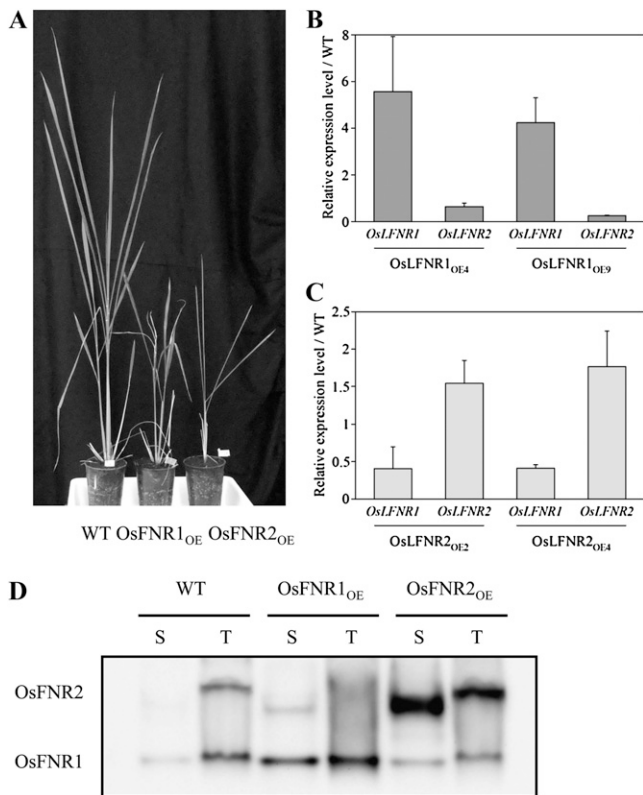 A
WT OsFNR1OE OsFNR2OE
B
Relative expression level / WT
8
6
4
2
0
OsLFNR1 OsLFNR2 OsLFNR1 OsLFNR2
OsLFNR1OE4 OsLFNR1OE9
C
Relative expression level / WT
2.5
2
1.5
1
0.5
0
OsLFNR1 OsLFNR2 OsLFNR1 OsLFNR2
OsLFNR2OE2 OsLFNR2OE4
D
WT OsFNR1OE OsFNR2OE
S T S T S T
OsFNR2
OsFNR1